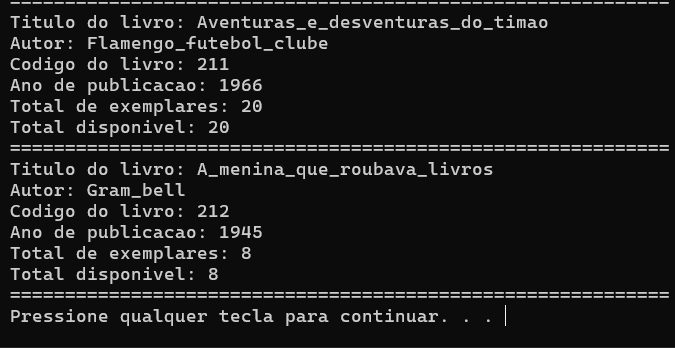 ============================================================
Titulo do livro: Aventuras_e_desventuras_do_timao
Autor: Flamengo_futebol_clube
Codigo do livro: 211
Ano de publicacao: 1966
Total de exemplares: 20
Total disponivel: 20
============================================================
Titulo do livro: A_menina_que_roubava_livros
Autor: Gram_bell
Codigo do livro: 212
Ano de publicacao: 1945
Total de exemplares: 8
Total disponivel: 8
============================================================
Pressione qualquer tecla para continuar. . .